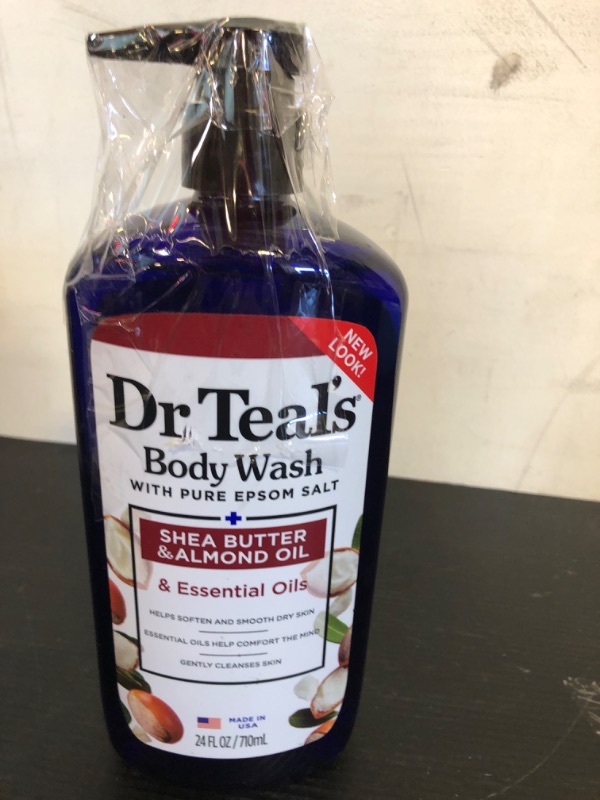 NEW
LOOK!
Dr Teal's®
Body Wash
WITH PURE EPSOM SALT
SHEA BUTTER
& ALMOND OIL
& Essential Oils
HELPS SOFTEN AND SMOOTH DRY SKIN
ESSENTIAL OILS HELP COMFORT THE MIND
GENTLY CLEANSES SKIN
MADE IN
USA
24 FL OZ / 710mL